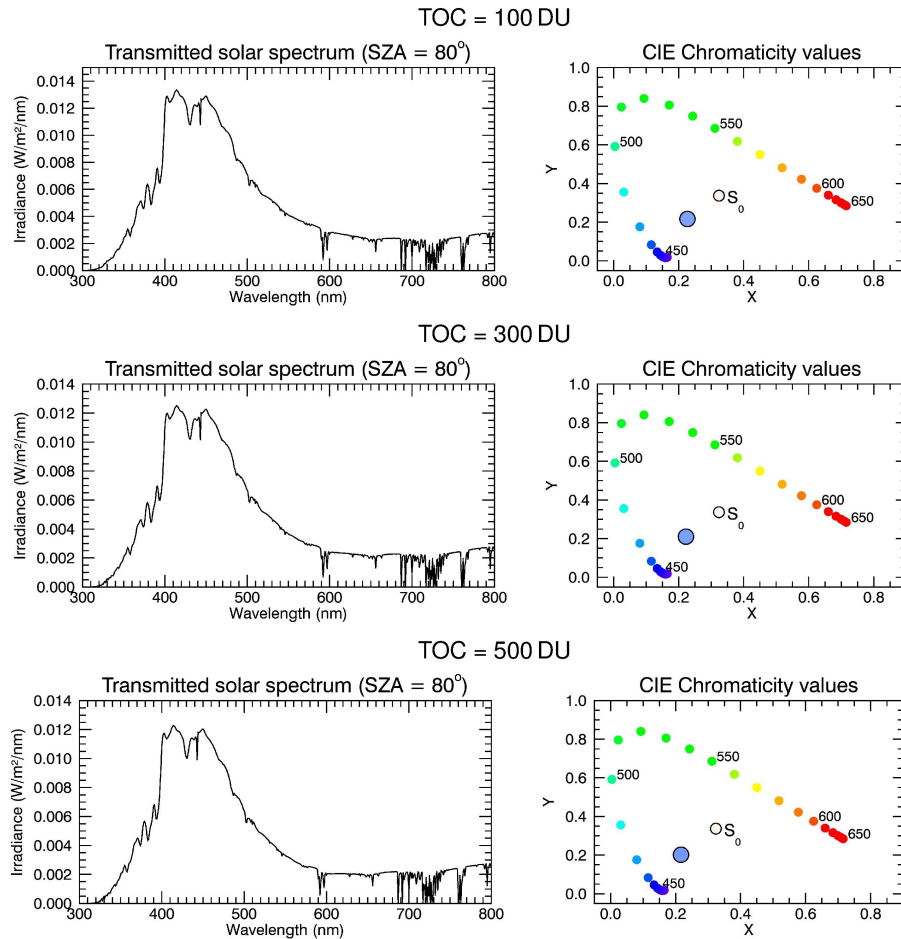 TOC = 100 DU
Transmitted solar spectrum (SZA = 80°)
Irradiance (W/m²/nm)
0.014
0.012
0.010
0.008
0.006
0.004
0.002
0.000
300 400 500 600 700 800
Wavelength (nm)
CIE Chromaticity values
Y
1.0
0.8
0.6
0.4
0.2
0.0
500
550
600
650
450
S₀
0.0 0.2 0.4 0.6 0.8
X
TOC = 300 DU
Transmitted solar spectrum (SZA = 80°)
Irradiance (W/m²/nm)
0.014
0.012
0.010
0.008
0.006
0.004
0.002
0.000
300 400 500 600 700 800
Wavelength (nm)
CIE Chromaticity values
Y
1.0
0.8
0.6
0.4
0.2
0.0
500
550
600
650
450
S₀
0.0 0.2 0.4 0.6 0.8
X
TOC = 500 DU
Transmitted solar spectrum (SZA = 80°)
Irradiance (W/m²/nm)
0.014
0.012
0.010
0.008
0.006
0.004
0.002
0.000
300 400 500 600 700 800
Wavelength (nm)
CIE Chromaticity values
Y
1.0
0.8
0.6
0.4
0.2
0.0
500
550
600
650
450
S₀
0.0 0.2 0.4 0.6 0.8
X